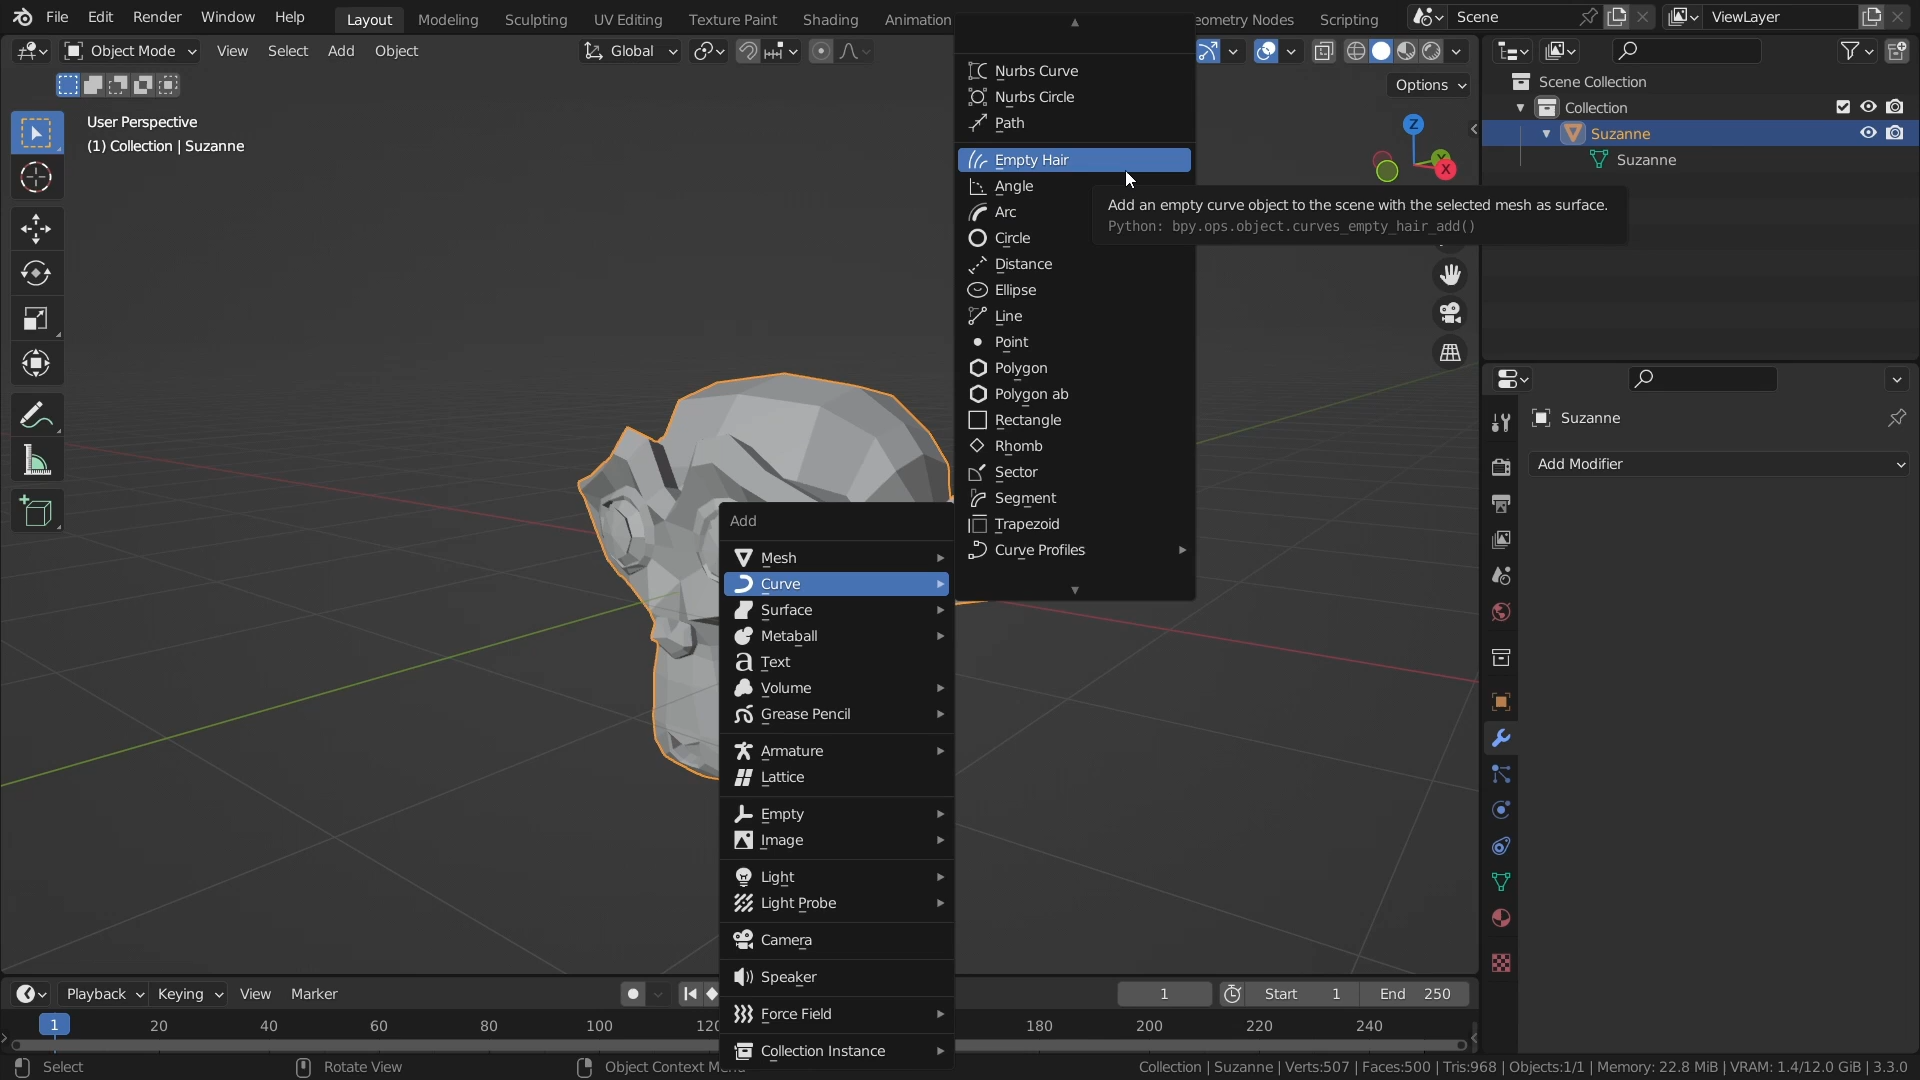 File Edit Render Window Help Layout Modeling Sculpting UV Editing Texture Paint Shading Animation eometry Nodes Scripting Scene ViewLayer
Object Mode View Select Add Object Global
Options
User Perspective
(1) Collection | Suzanne
Z
Y
X
Nurbs Curve
Nurbs Circle
Path
Empty Hair
Angle
Arc
Circle
Distance
Ellipse
Line
Point
Polygon
Polygon ab
Rectangle
Rhomb
Sector
Segment
Trapezoid
Curve Profiles
Add an empty curve object to the scene with the selected mesh as surface.
Python: bpy.ops.object.curves_empty_hair_add()
Add
Mesh
Curve
Surface
Metaball
Text
Volume
Grease Pencil
Armature
Lattice
Empty
Image
Light
Light Probe
Camera
Speaker
Force Field
Collection Instance
Scene Collection
Collection
Suzanne
Suzanne
Suzanne
Add Modifier
Playback Keying View Marker 1 Start 1 End 250
1 20 40 60 80 100 120 180 200 220 240
Select Rotate View Object Context Menu Collection | Suzanne | Verts:507 | Faces:500 | Tris:968 | Objects:1/1 | Memory: 22.8 MiB | VRAM: 1.4/12.0 GiB | 3.3.0